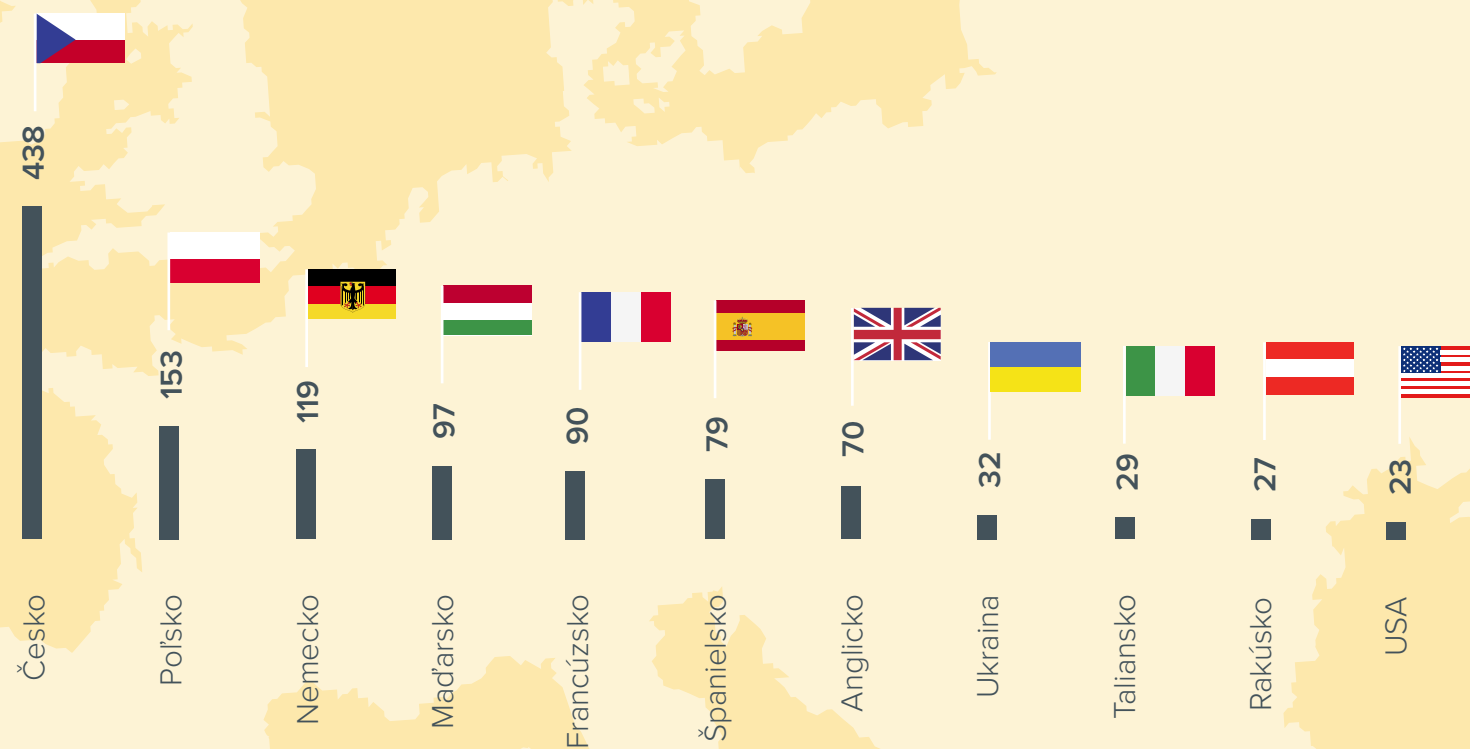 438
153
119
97
90
79
70
32
29
27
23
Česko
Poľsko
Nemecko
Maďarsko
Francúzsko
Španielsko
Anglicko
Ukraina
Taliansko
Rakúsko
USA